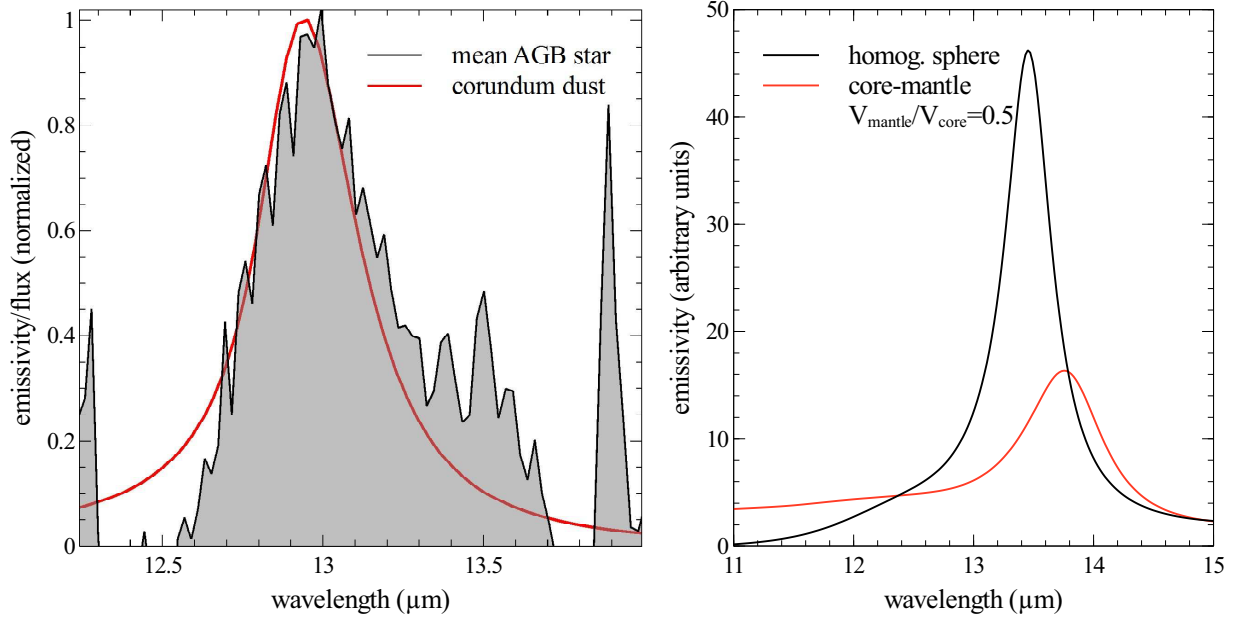 1
0.8
0.6
0.4
0.2
0
12.5
13
13.5
emissivity/flux (normalized)
wavelength (µm)
mean AGB star
corundum dust
50
40
30
20
10
0
11
12
13
14
15
emissivity (arbitrary units)
wavelength (µm)
homog. sphere
core-mantle
V_mantle/V_core=0.5